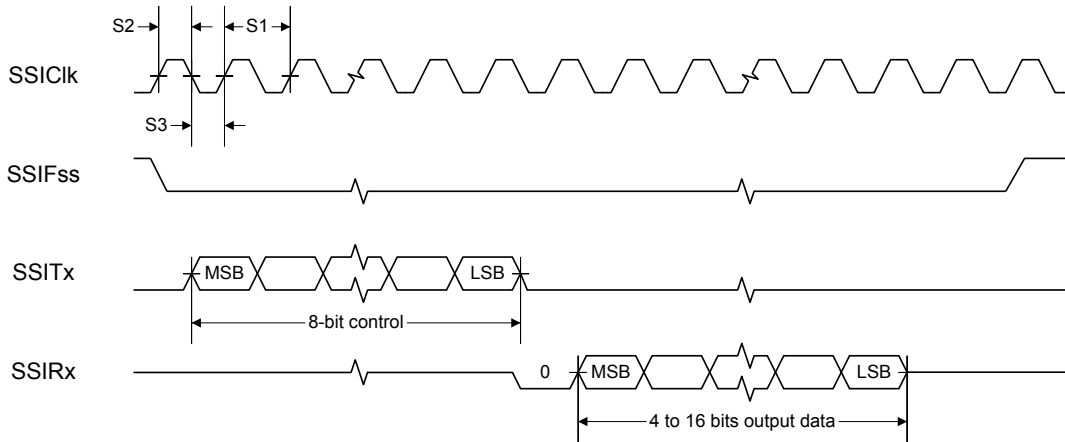 S2
S1
SSIClk
S3
SSIFss
SSITx
MSB
LSB
8-bit control
SSIRx
0
MSB
LSB
4 to 16 bits output data